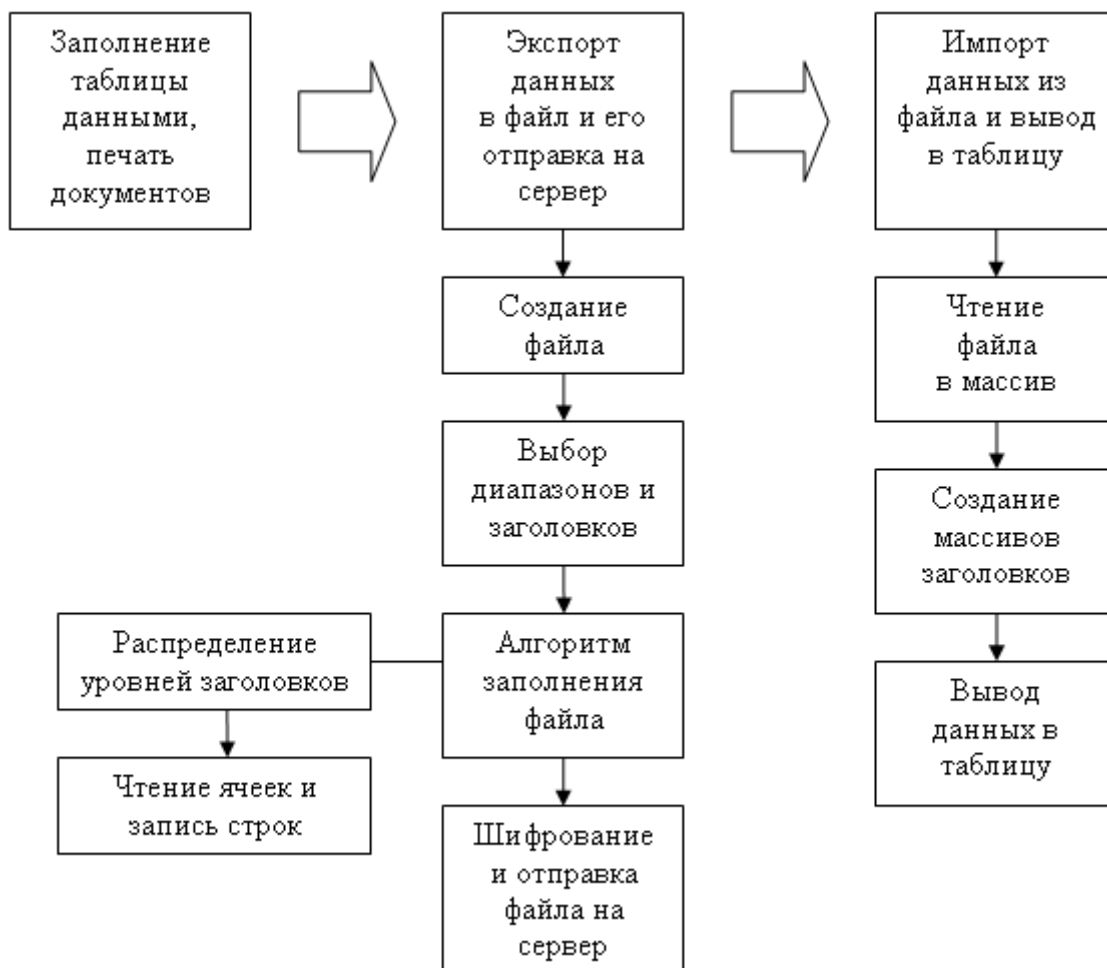 Заполнение
таблицы
данными,
печать
документов
Экспорт
данных
в файл и его
отправка на
сервер
Импорт
данных из
файла и вывод
в таблицу
Создание
файла
Выбор
диапазонов и
заголовков
Алгоритм
заполнения
файла
Распределение
уровней заголовков
Чтение ячеек и
запись строк
Шифрование
и отправка
файла на
сервер
Чтение
файла
в массив
Создание
массивов
заголовков
Вывод
данных в
таблицу